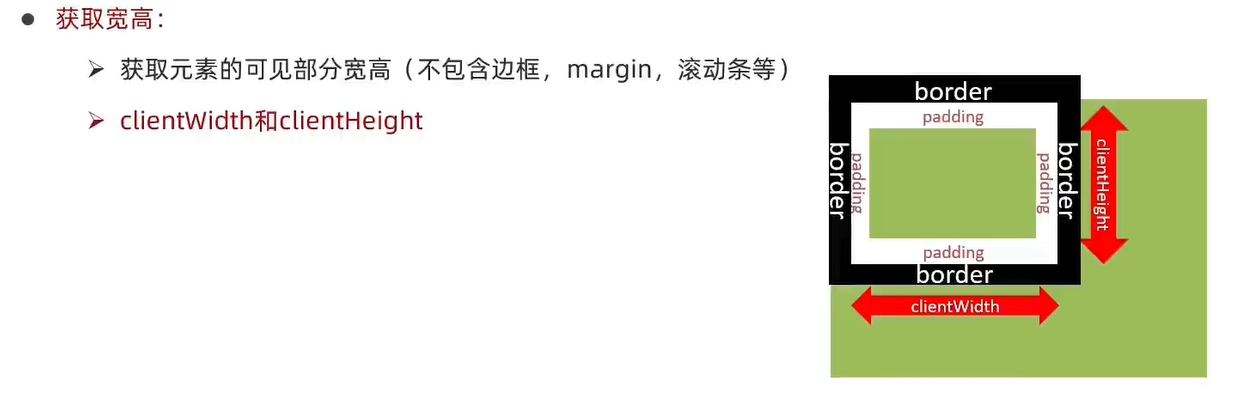 获取宽高：
获取元素的可见部分宽高（不包含边框，margin，滚动条等）
clientWidth和clientHeight
border
padding
border
padding
padding
border
clientHeight
padding
border
clientWidth